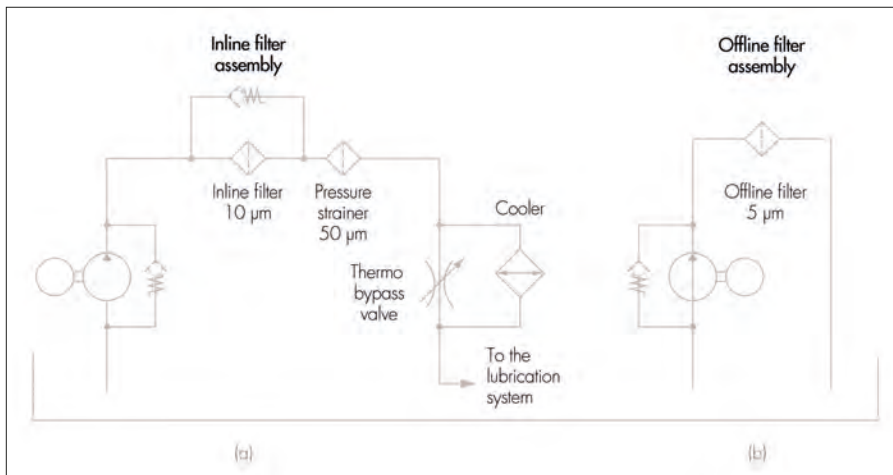 Inline filter
assembly
Offline filter
assembly
Inline filter
10 µm
Pressure
strainer
50 µm
Offline filter
5 µm
Cooler
Thermo
bypass
valve
To the
lubrication
system
(a)
(b)